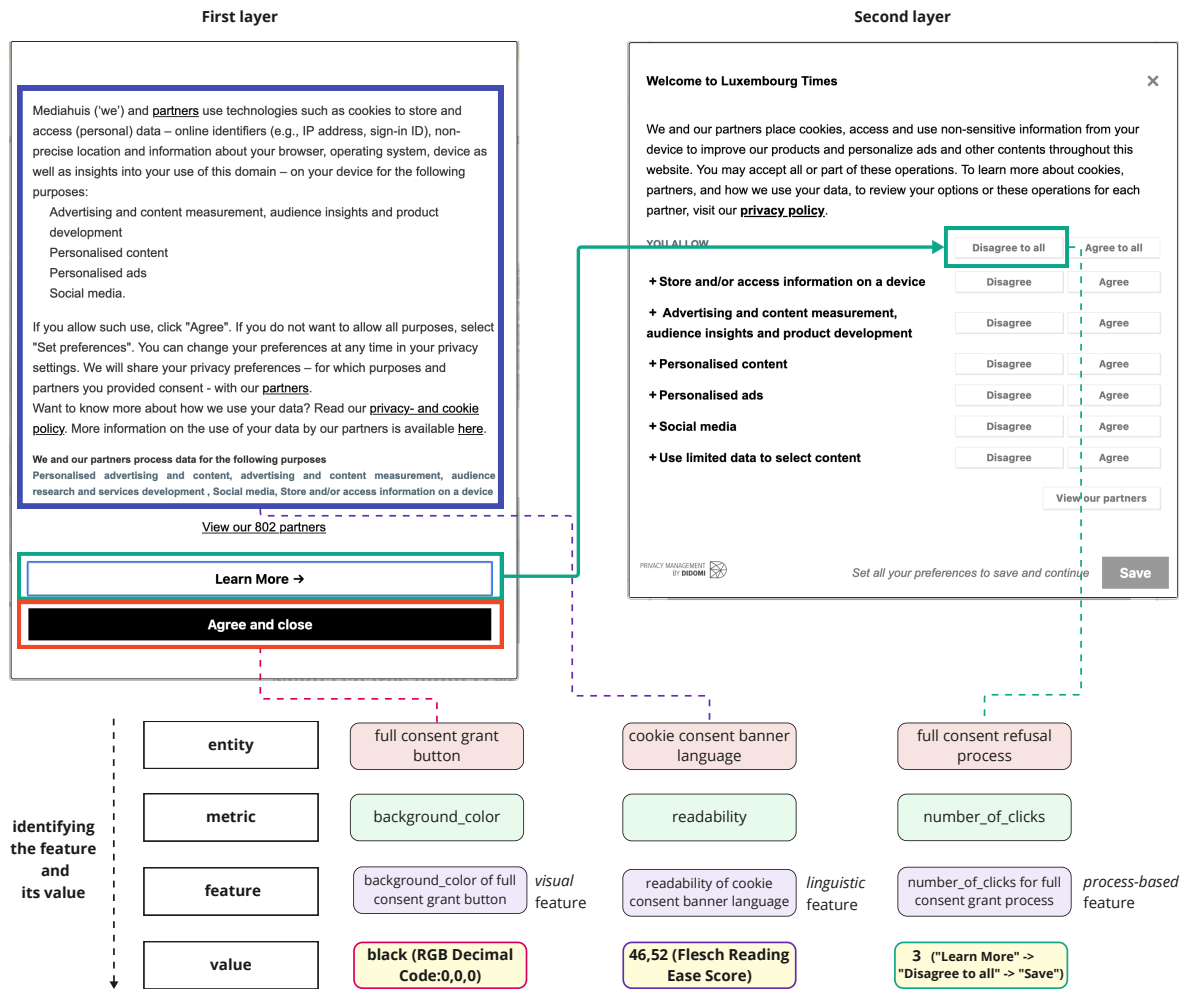 First layer
Second layer
Mediahuis (‘we’) and partners use technologies such as cookies to store and
access (personal) data – online identifiers (e.g., IP address, sign-in ID), non-
precise location and information about your browser, operating system, device as
well as insights into your use of this domain – on your device for the following
purposes:
Advertising and content measurement, audience insights and product
development
Personalised content
Personalised ads
Social media.
If you allow such use, click "Agree". If you do not want to allow all purposes, select
"Set preferences". You can change your preferences at any time in your privacy
settings. We will share your privacy preferences – for which purposes and
partners you provided consent - with our partners.
Want to know more about how we use your data? Read our privacy- and cookie
policy. More information on the use of your data by our partners is available here.
We and our partners process data for the following purposes
Personalised advertising and content, advertising and content measurement, audience
research and services development , Social media, Store and/or access information on a device
View our 802 partners
Learn More →
Agree and close
Welcome to Luxembourg Times ×
We and our partners place cookies, access and use non-sensitive information from your
device to improve our products and personalize ads and other contents throughout this
website. You may accept all or part of these operations. To learn more about cookies,
partners, and how we use your data, to review your options or these operations for each
partner, visit our privacy policy.
YOU ALLOW Disagree to all Agree to all
+ Store and/or access information on a device Disagree Agree
+ Advertising and content measurement,
audience insights and product development Disagree Agree
+ Personalised content Disagree Agree
+ Personalised ads Disagree Agree
+ Social media Disagree Agree
+ Use limited data to select content Disagree Agree
View our partners
PRIVACY MANAGEMENT
BY DIDOMI
Set all your preferences to save and continue Save
identifying
the feature
and
its value
entity
full consent grant
button
cookie consent banner
language
full consent refusal
process
metric
background_color
readability
number_of_clicks
feature
background_color of full
consent grant button
visual
feature
readability of cookie
consent banner language
linguistic
feature
number_of_clicks for full
consent grant process
process-based
feature
value
black (RGB Decimal
Code:0,0,0)
46,52 (Flesch Reading
Ease Score)
3 ("Learn More" ->
"Disagree to all" -> "Save")